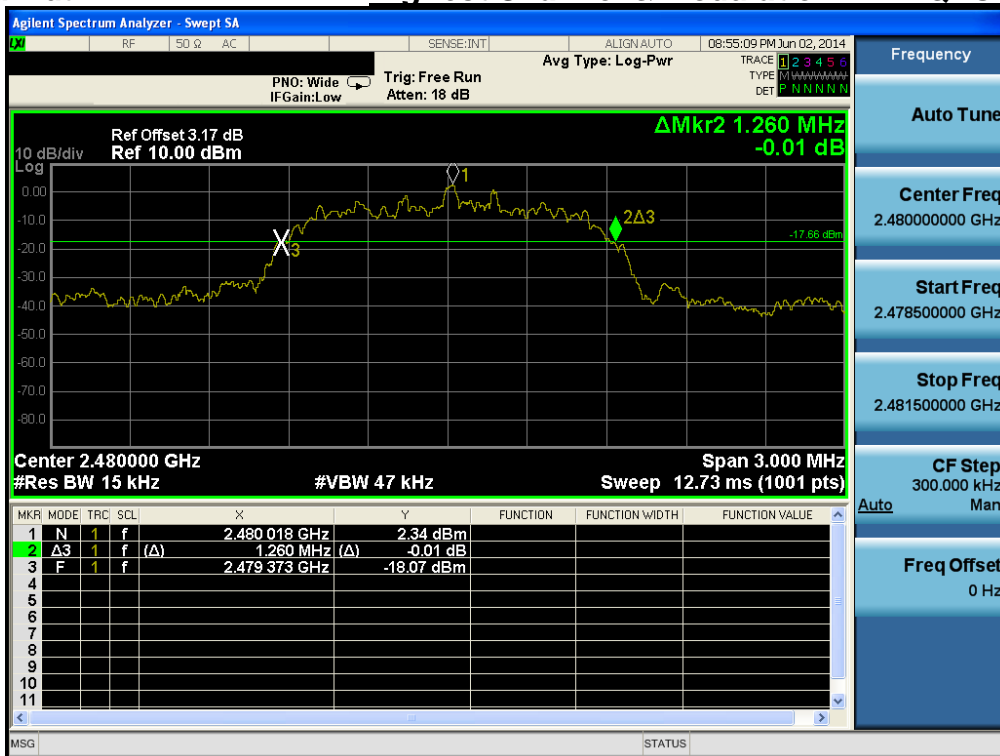 Agilent Spectrum Analyzer - Swept SA
LXI RF 50 Ω AC SENSE:INT ALIGN AUTO 08:55:09 PM Jun 02, 2014
PNO: Wide Trig: Free Run Avg Type: Log-Pwr TRACE 1 2 3 4 5 6
IFGain:Low Atten: 18 dB TYPE M
DET P N N N N N
Ref Offset 3.17 dB ΔMkr2 1.260 MHz
10 dB/div Ref 10.00 dBm -0.01 dB
Log
1
0.00
-10.0
2Δ3
-17.66 dBm
-20.0
3
-30.0
-40.0
-50.0
-60.0
-70.0
-80.0
Center 2.480000 GHz Span 3.000 MHz
#Res BW 15 kHz #VBW 47 kHz Sweep 12.73 ms (1001 pts)
MKR MODE TRC SCL X Y FUNCTION FUNCTION WIDTH FUNCTION VALUE
1 N 1 f 2.480 018 GHz 2.34 dBm
2 Δ3 1 f (Δ) 1.260 MHz (Δ) -0.01 dB
3 F 1 f 2.479 373 GHz -18.07 dBm
4
5
6
7
8
9
10
11
MSG STATUS
Frequency
Auto Tune
Center Freq
2.480000000 GHz
Start Freq
2.478500000 GHz
Stop Freq
2.481500000 GHz
CF Step
300.000 kHz
Auto Man
Freq Offset
0 Hz